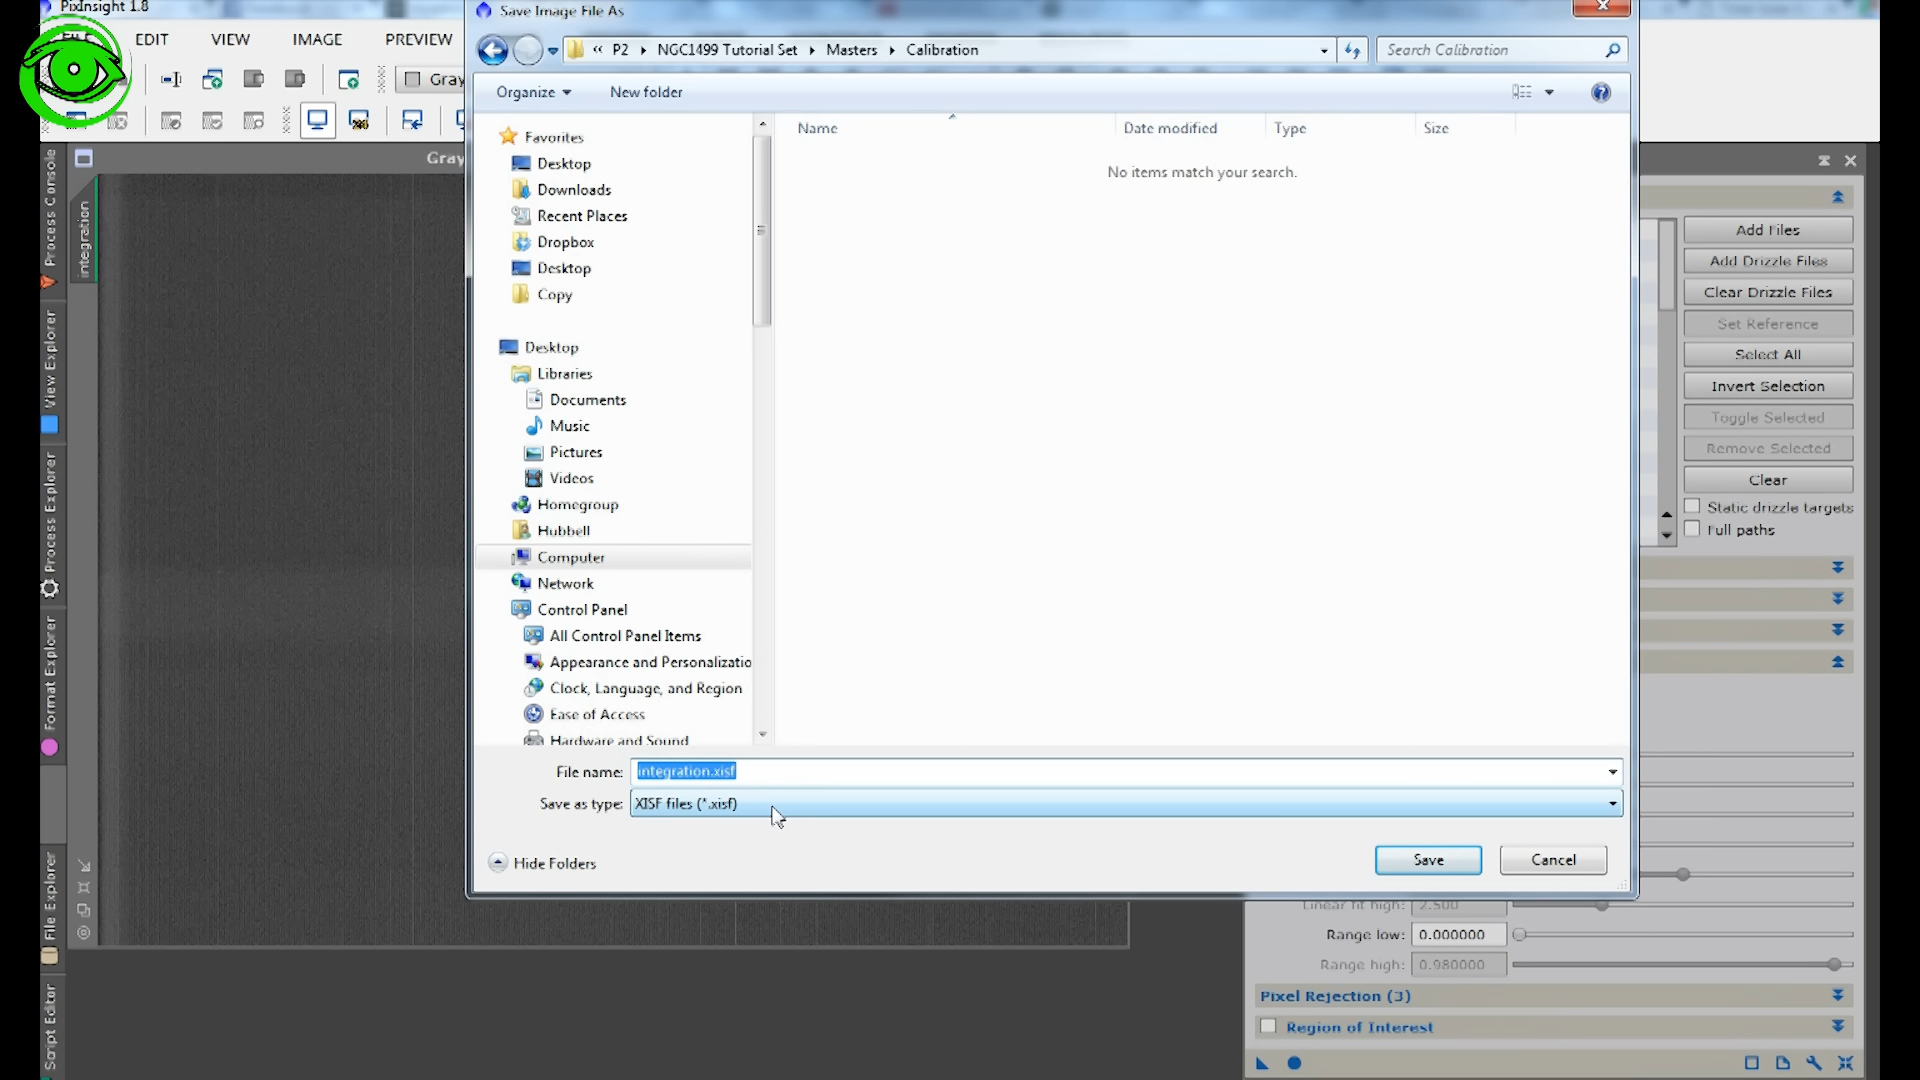 PixInsight 1.8
EDIT VIEW IMAGE PREVIEW
Gray
Gray
Process Console
integration
View Explorer
Process Explorer
Format Explorer
File Explorer
Script Editor
Save Image File As
« P2 NGC1499 Tutorial Set Masters Calibration
Search Calibration
Organize New folder
Favorites
Desktop
Downloads
Recent Places
Dropbox
Desktop
Copy
Desktop
Libraries
Documents
Music
Pictures
Videos
Homegroup
Hubbell
Computer
Network
Control Panel
All Control Panel Items
Appearance and Personalizatio
Clock, Language, and Region
Ease of Access
Hardware and Sound
Name Date modified Type Size
No items match your search.
File name: integration.xisf
Save as type: XISF files (*.xisf)
Hide Folders
Save Cancel
Add Files
Add Drizzle Files
Clear Drizzle Files
Set Reference
Select All
Invert Selection
Toggle Selected
Remove Selected
Clear
Static drizzle targets
Full paths
Linear fit high: 2.500
Range low: 0.000000
Range high: 0.980000
Pixel Rejection (3)
Region of Interest